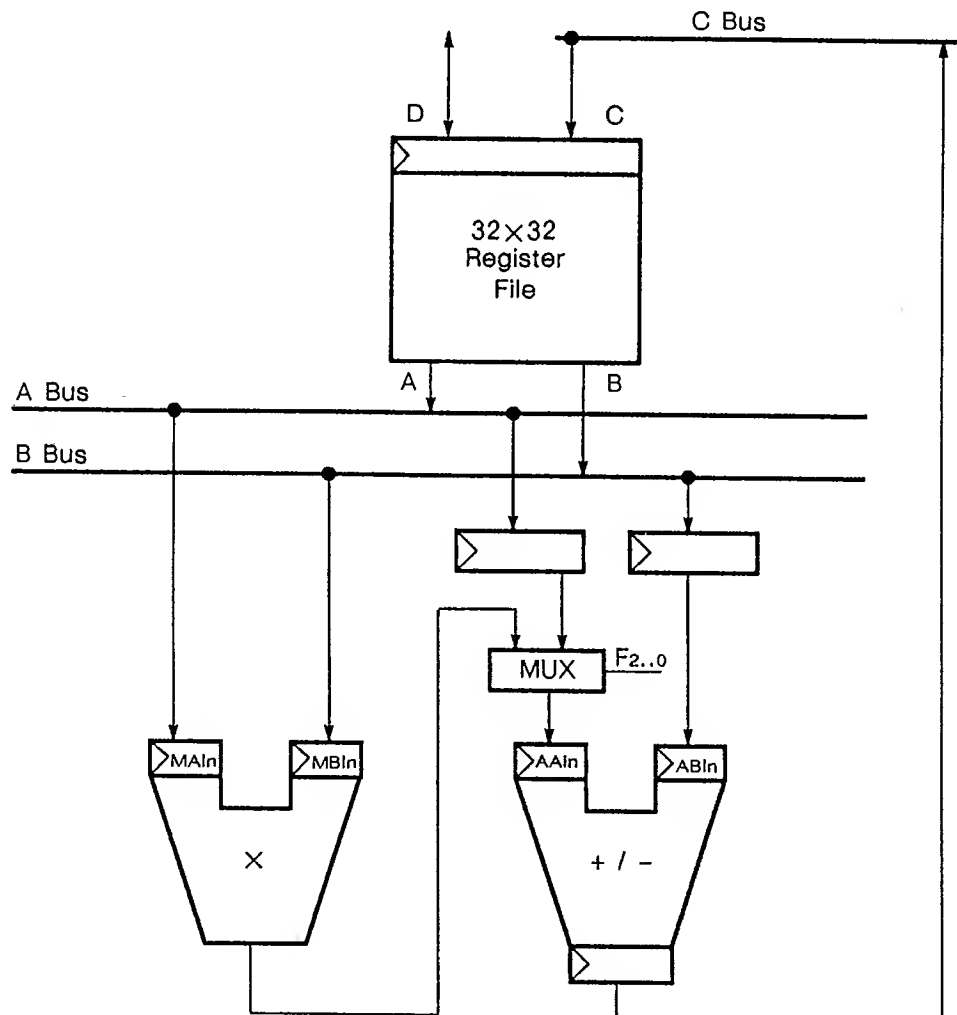 C Bus
D
C
32×32
Register
File
A
B
A Bus
B Bus
MUX
F2..0
MAIn
MBIn
AAIn
ABIn
×
+ / -